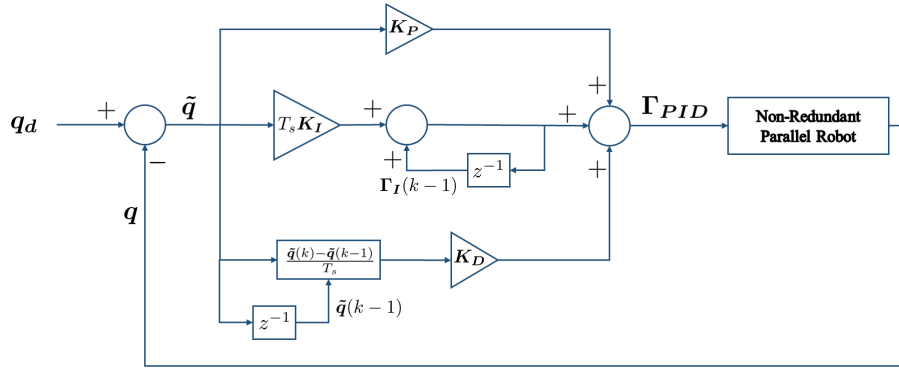 K_P
+
q_d
+
q̃
T_s K_I
+
+
Γ_PID
Non-Redundant
Parallel Robot
−
+
z⁻¹
+
Γ_I(k−1)
q
q̃(k)−q̃(k−1)
T_s
K_D
z⁻¹
q̃(k−1)